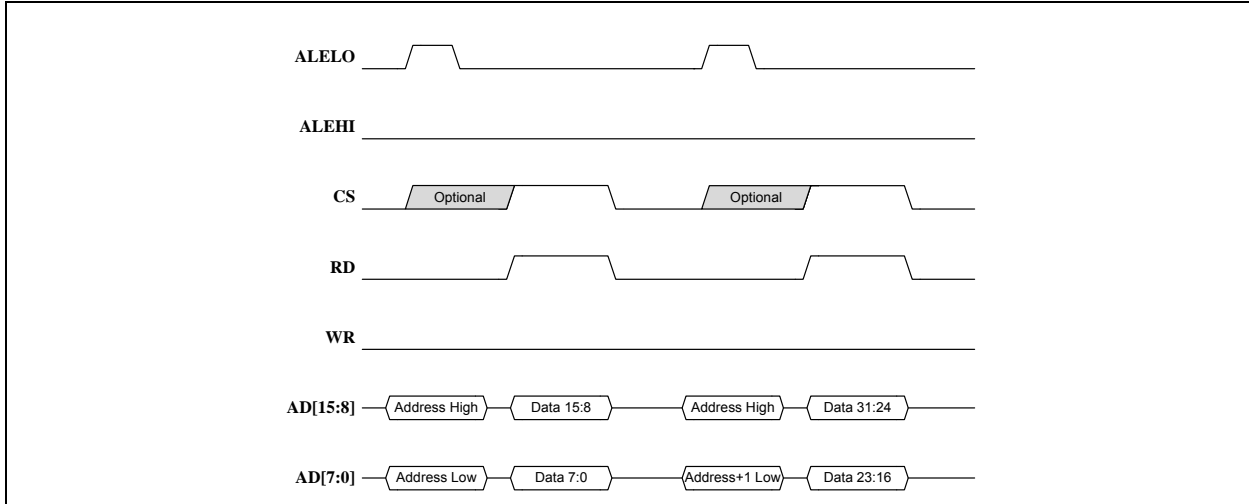 ALELO
ALEHI
CS Optional Optional
RD
WR
AD[15:8] Address High Data 15:8 Address High Data 31:24
AD[7:0] Address Low Data 7:0 Address+1 Low Data 23:16